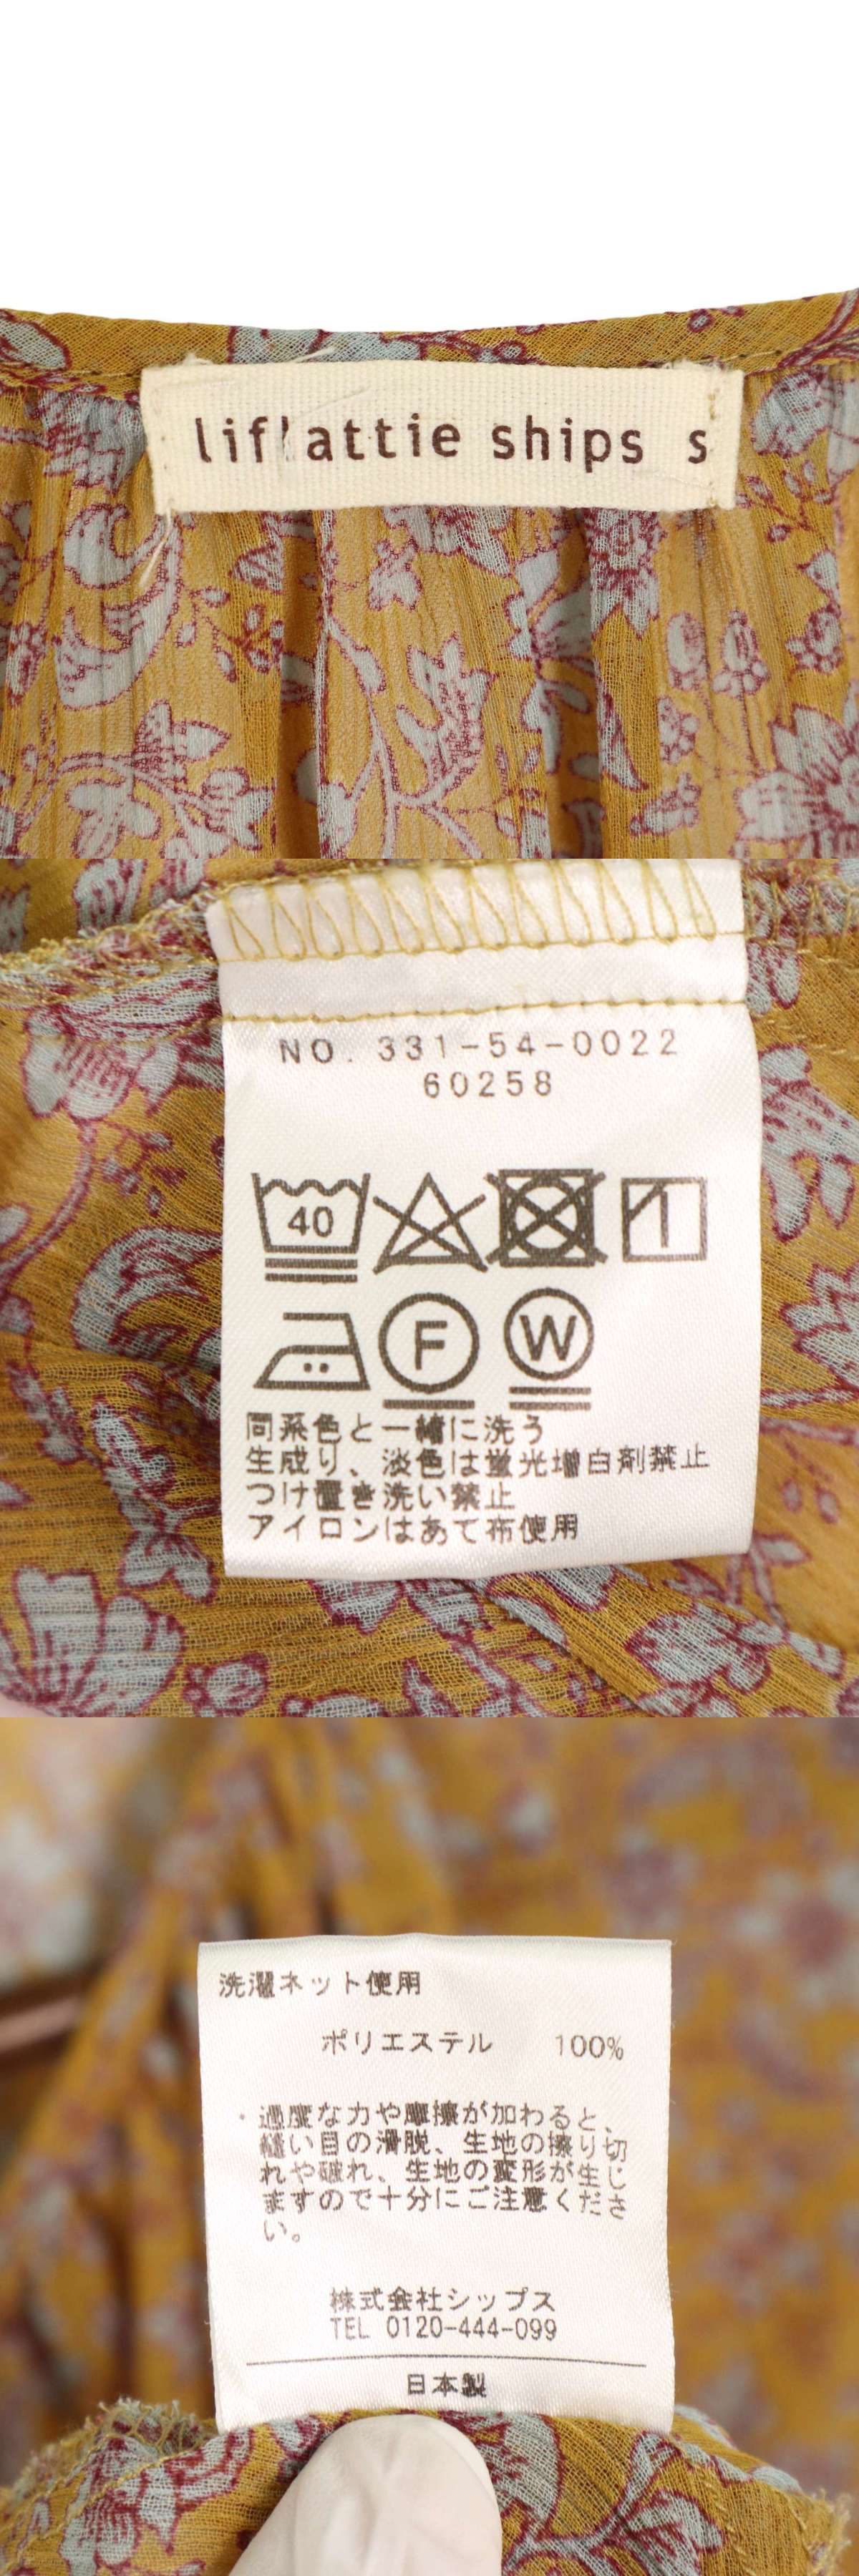 liflattie ships s
NO. 331-54-0022
60258
40
F W
同系色と一緒に洗う
生成り、淡色は蛍光増白剤禁止
つけ置き洗い禁止
アイロンはあて布使用
洗濯ネット使用
ポリエステル 100%
・過度な力や摩擦が加わると、
縫い目の滑脱、生地の擦り切
れや破れ、生地の変形が生じ
ますので十分にご注意くださ
い。
株式会社シップス
TEL 0120-444-099
日本製